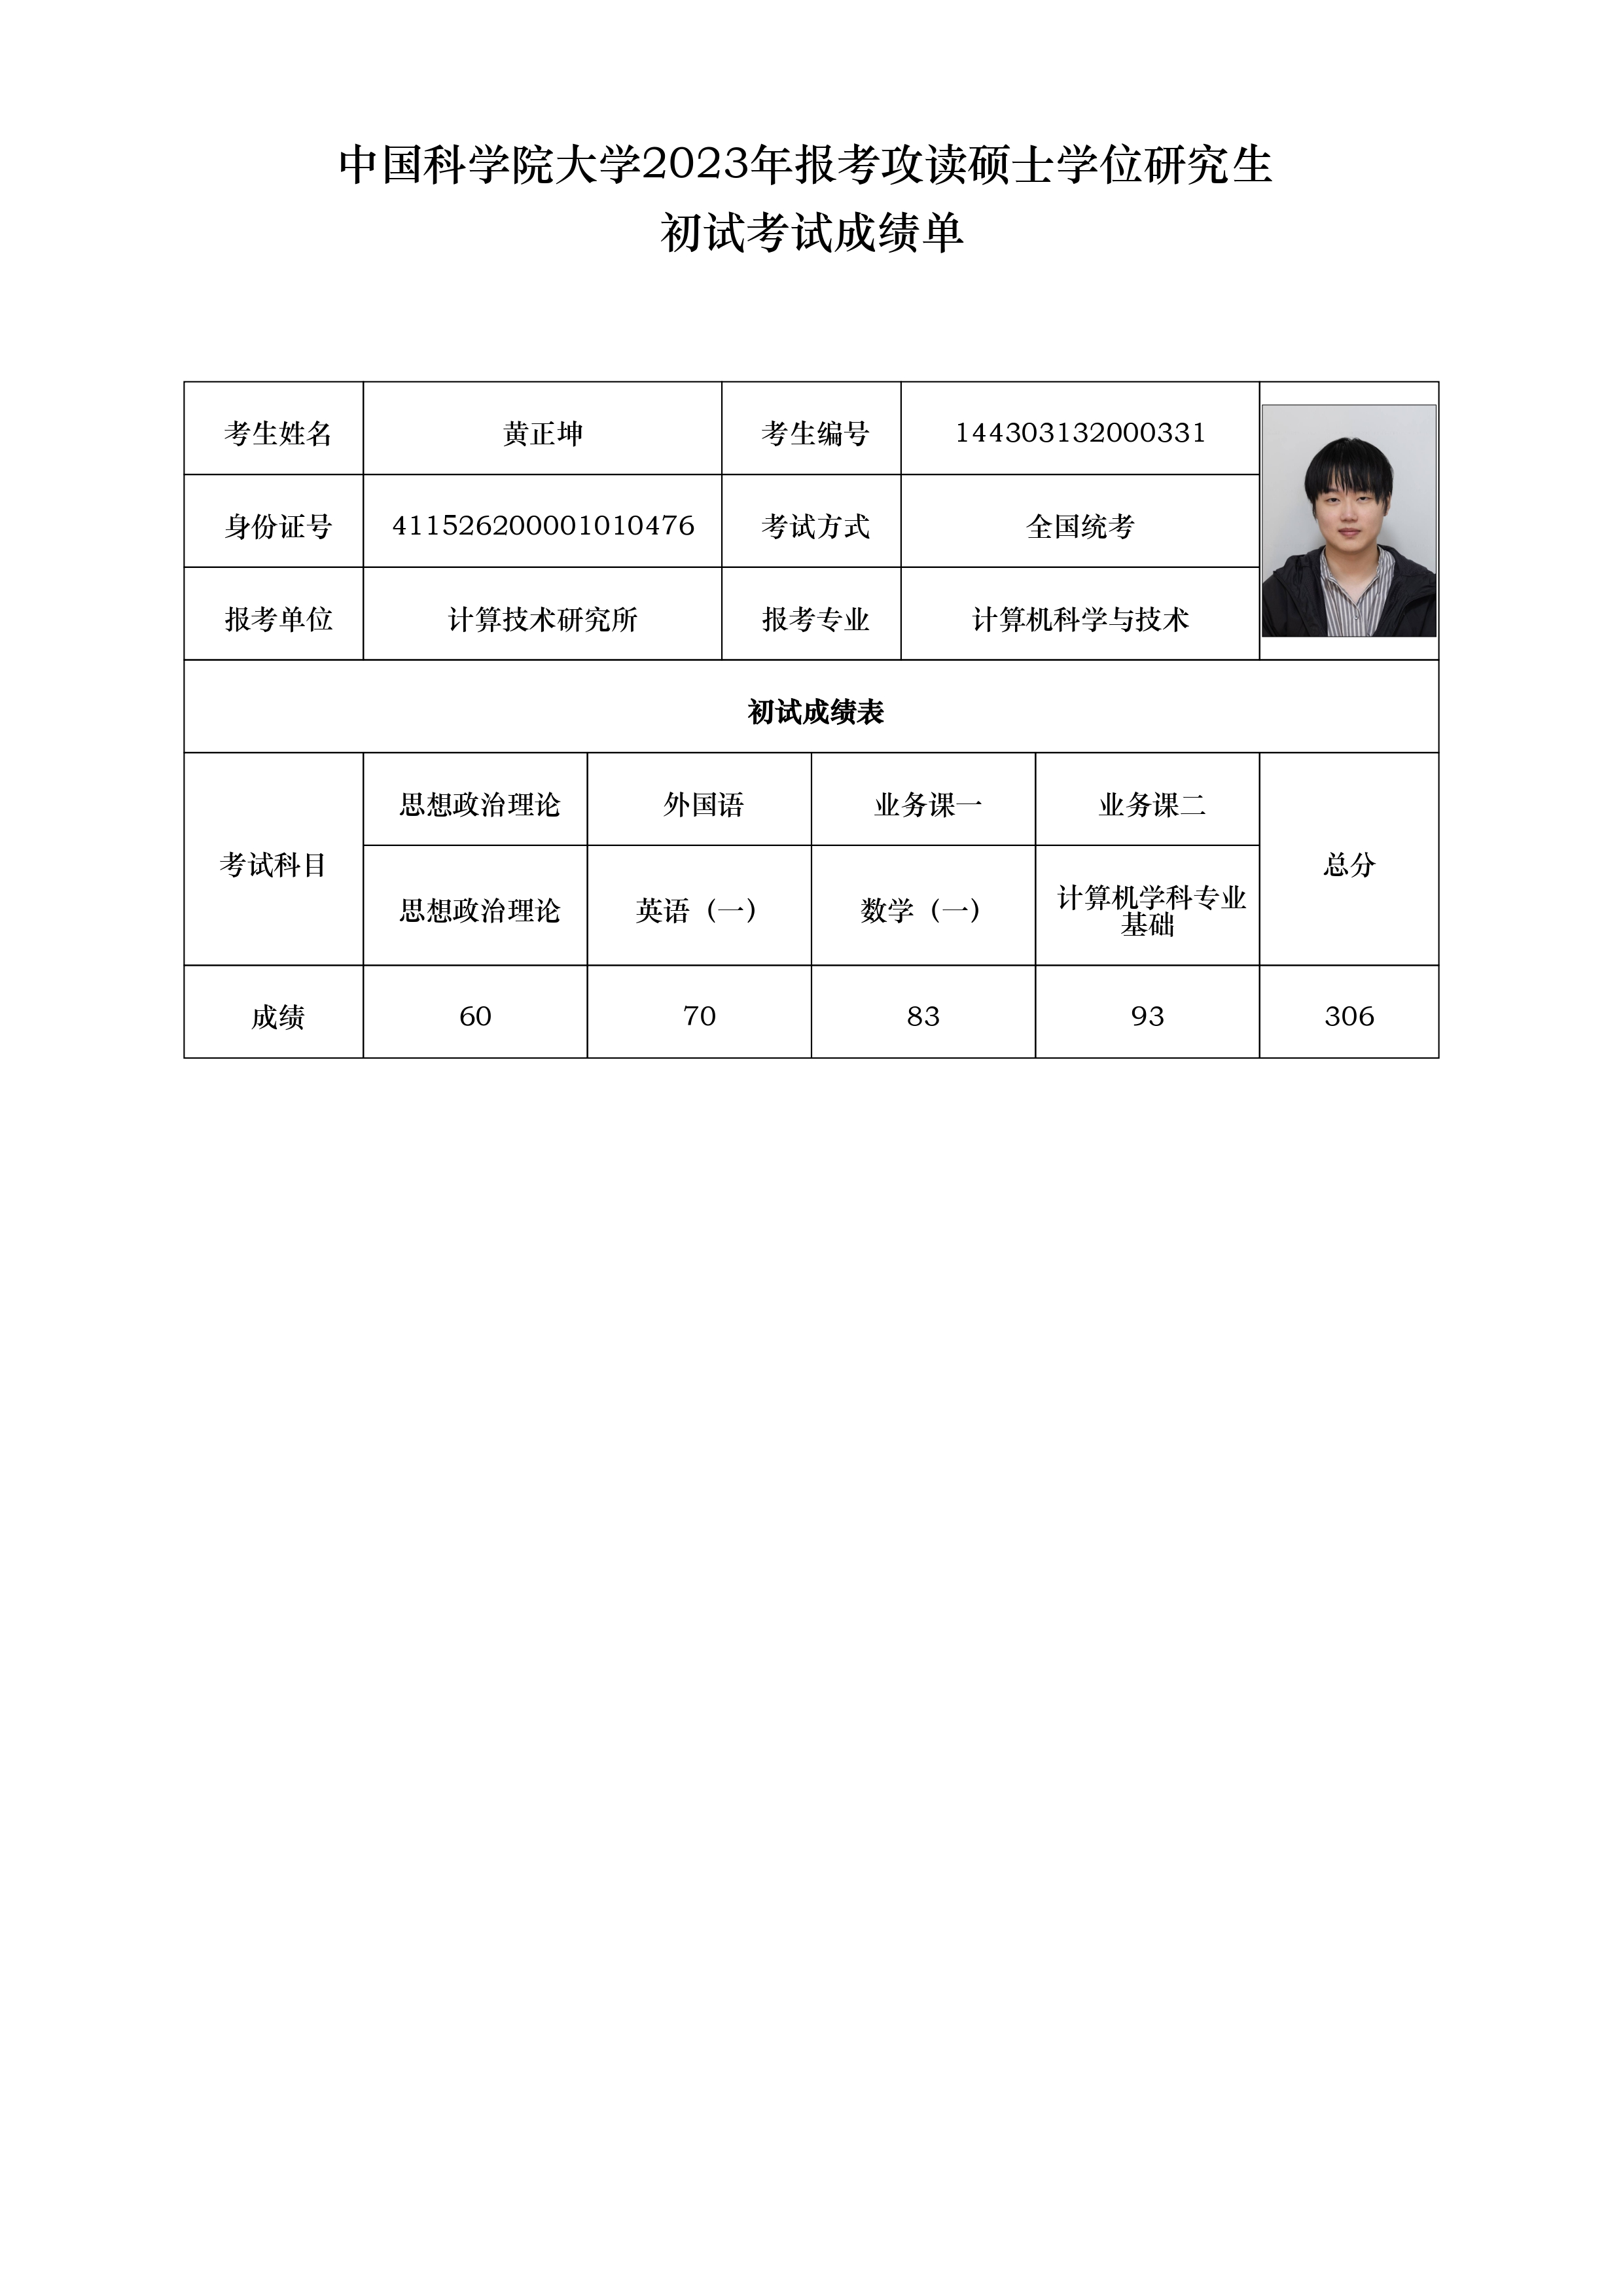 中国科学院大学2023年报考攻读硕士学位研究生
初试考试成绩单
考生姓名 黄正坤 考生编号 144303132000331
身份证号 411526200001010476 考试方式 全国统考
报考单位 计算技术研究所 报考专业 计算机科学与技术
初试成绩表
思想政治理论 外国语 业务课一 业务课二
考试科目 总分
思想政治理论 英语（一） 数学（一） 计算机学科专业
基础
成绩 60 70 83 93 306